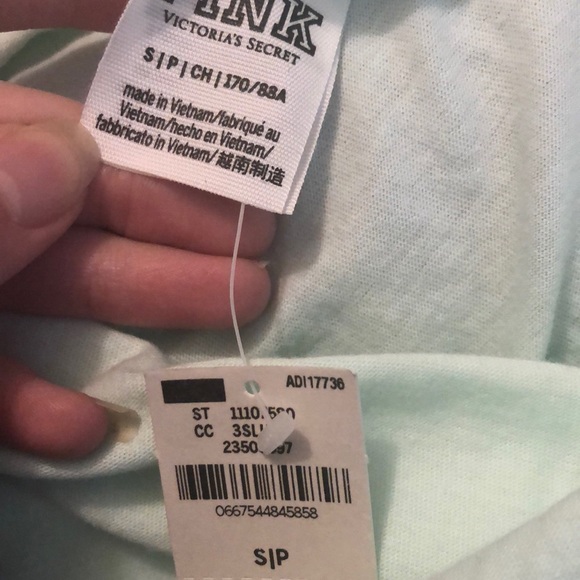 PINK
VICTORIA'S SECRET
S|P|CH|170/88A
made in Vietnam/fabriqué au
Vietnam/hecho en Vietnam/
fabbricato in Vietnam/越南制造
ADI17736
ST
CC
0667544845858
S|P